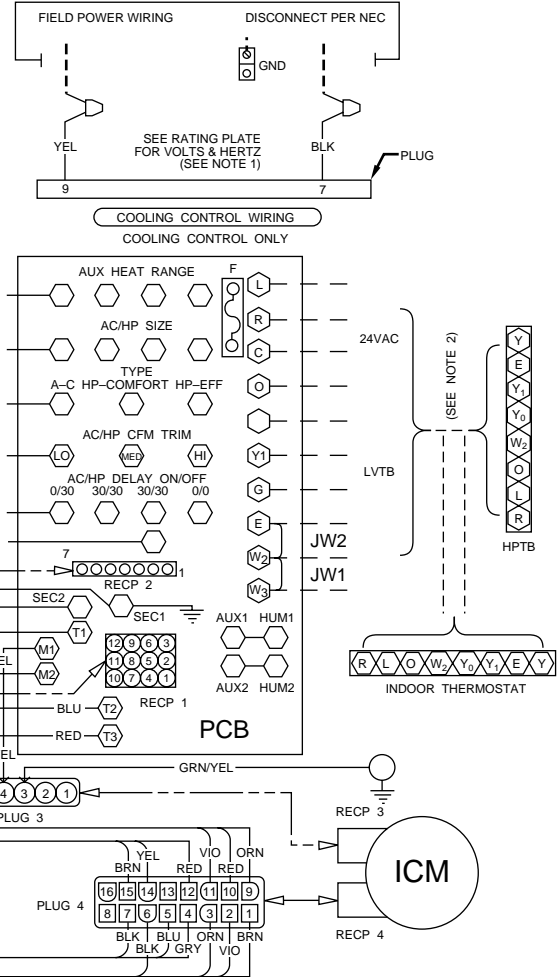 FIELD POWER WIRING DISCONNECT PER NEC
GND
YEL SEE RATING PLATE BLK
FOR VOLTS & HERTZ
(SEE NOTE 1)
PLUG
9 7
COOLING CONTROL WIRING
COOLING CONTROL ONLY
AUX HEAT RANGE F
L
R
C
O
Y1
G
E
W2
W3
AC/HP SIZE
TYPE
A–C HP–COMFORT HP–EFF
AC/HP CFM TRIM
LO MED HI
AC/HP DELAY ON/OFF
0/30 30/30 30/30 0/0
JW2
JW1
24VAC
LVTB
(SEE NOTE 2)
Y
E
Y1
Y0
W2
O
L
R
HPTB
R L O W2 Y0 Y1 E Y
INDOOR THERMOSTAT
7 1
RECP 2
SEC2 SEC1
T1
M1
M2
AUX1 HUM1
AUX2 HUM2
12 9 6 3
11 8 5 2
10 7 4 1
RECP 1
BLU T2
RED T3
PCB
EL
EL
GRN/YEL
4 3 2 1
PLUG 3
RECP 3
ICM
RECP 4
BRN YEL RED VIO RED ORN
PLUG 4
16 15 14 13 12 11 10 9
8 7 6 5 4 3 2 1
BLK BLK BLU GRY ORN VIO BRN